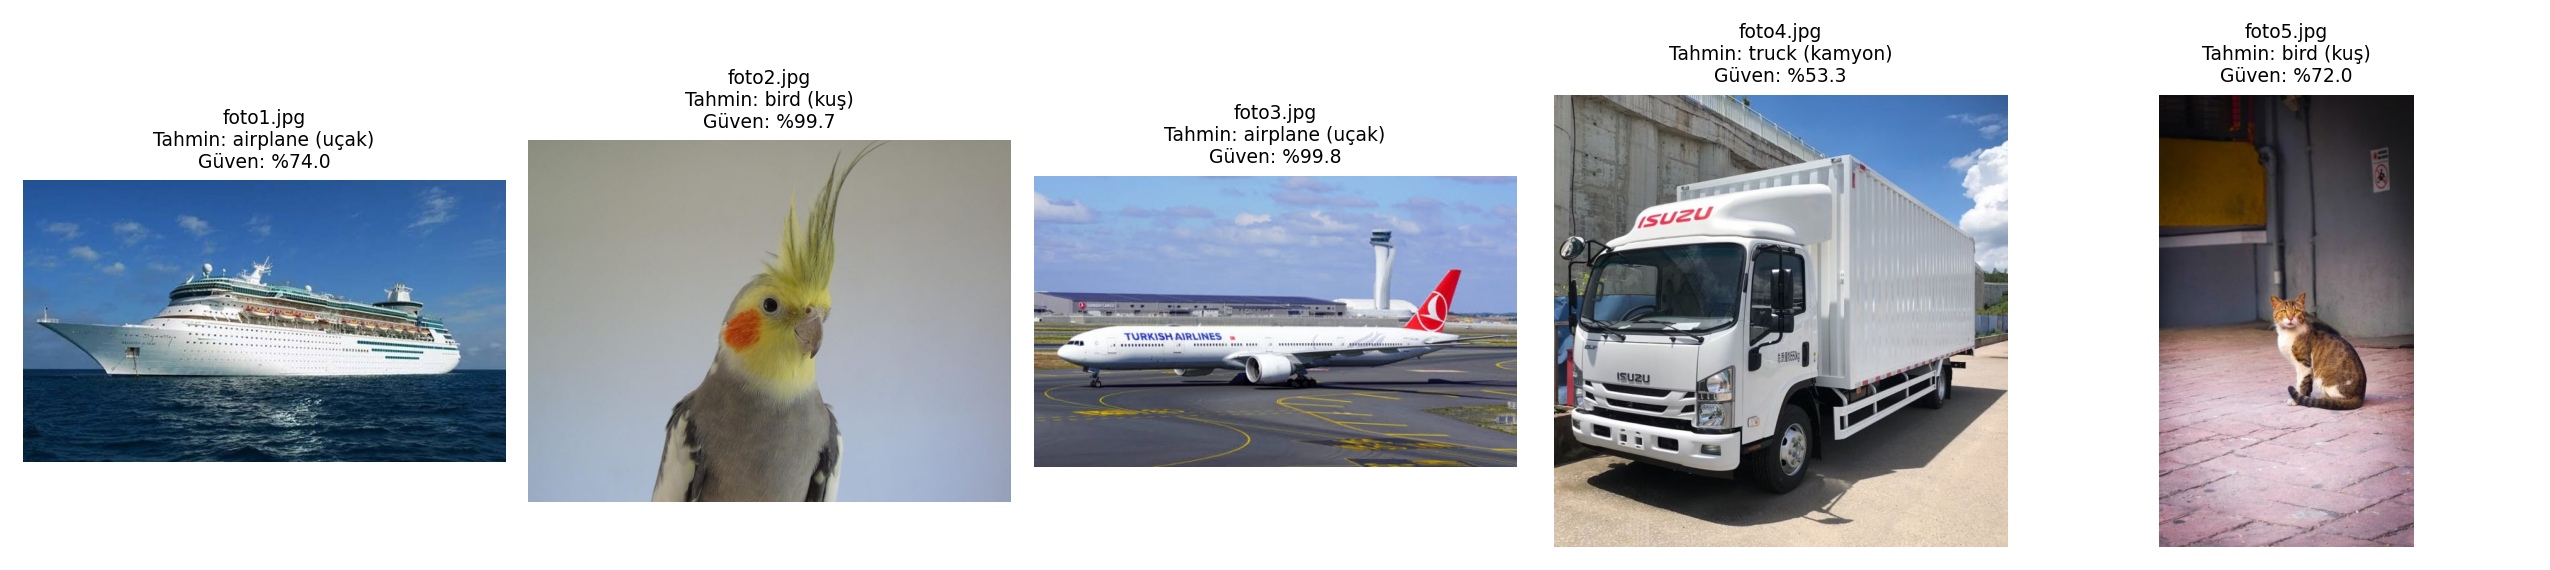 foto1.jpg
Tahmin: airplane (uçak)
Güven: %74.0
foto2.jpg
Tahmin: bird (kuş)
Güven: %99.7
foto3.jpg
Tahmin: airplane (uçak)
Güven: %99.8
TURKISH AIRLINES
foto4.jpg
Tahmin: truck (kamyon)
Güven: %53.3
ISUZU
ISUZU
foto5.jpg
Tahmin: bird (kuş)
Güven: %72.0